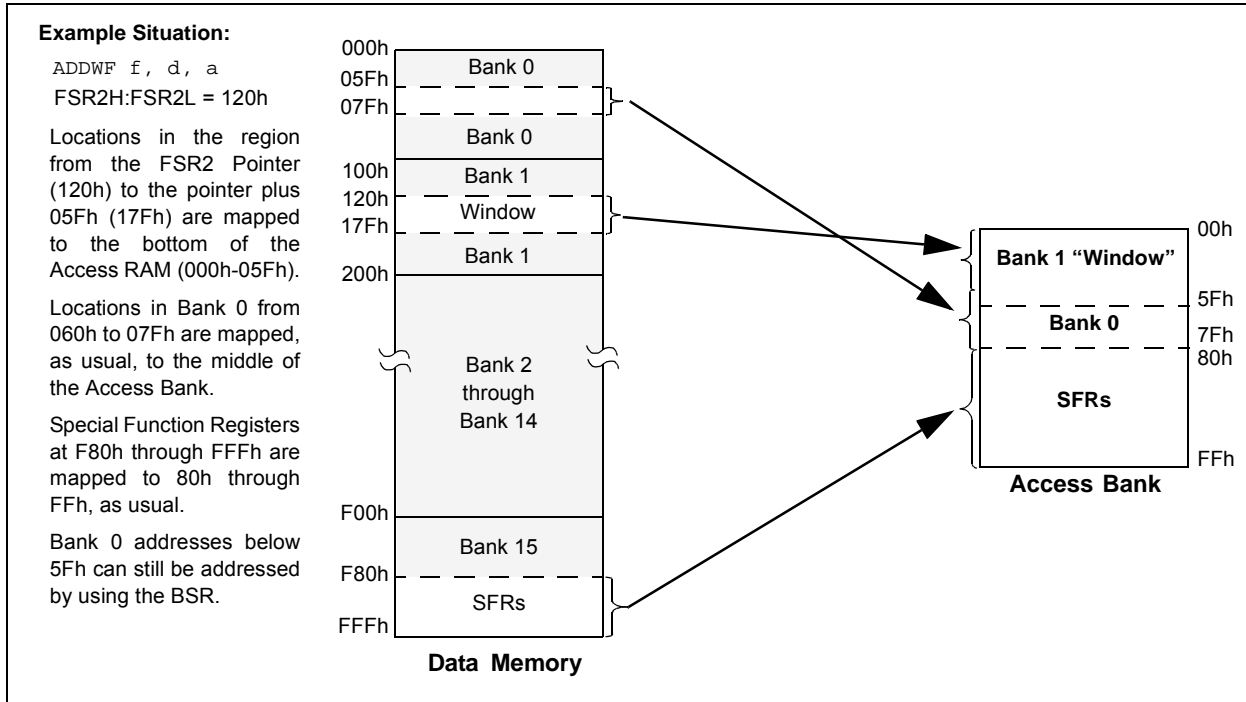 Example Situation:
ADDWF f, d, a
FSR2H:FSR2L = 120h
Locations in the region
from the FSR2 Pointer
(120h) to the pointer plus
05Fh (17Fh) are mapped
to the bottom of the
Access RAM (000h-05Fh).
Locations in Bank 0 from
060h to 07Fh are mapped,
as usual, to the middle of
the Access Bank.
Special Function Registers
at F80h through FFFh are
mapped to 80h through
FFh, as usual.
Bank 0 addresses below
5Fh can still be addressed
by using the BSR.
000h
Bank 0
05Fh
07Fh
Bank 0
100h
Bank 1
120h
Window
17Fh
Bank 1
200h
Bank 2
through
Bank 14
F00h
Bank 15
F80h
SFRs
FFFh
Data Memory
00h
Bank 1 “Window”
5Fh
Bank 0
7Fh
80h
SFRs
FFh
Access Bank